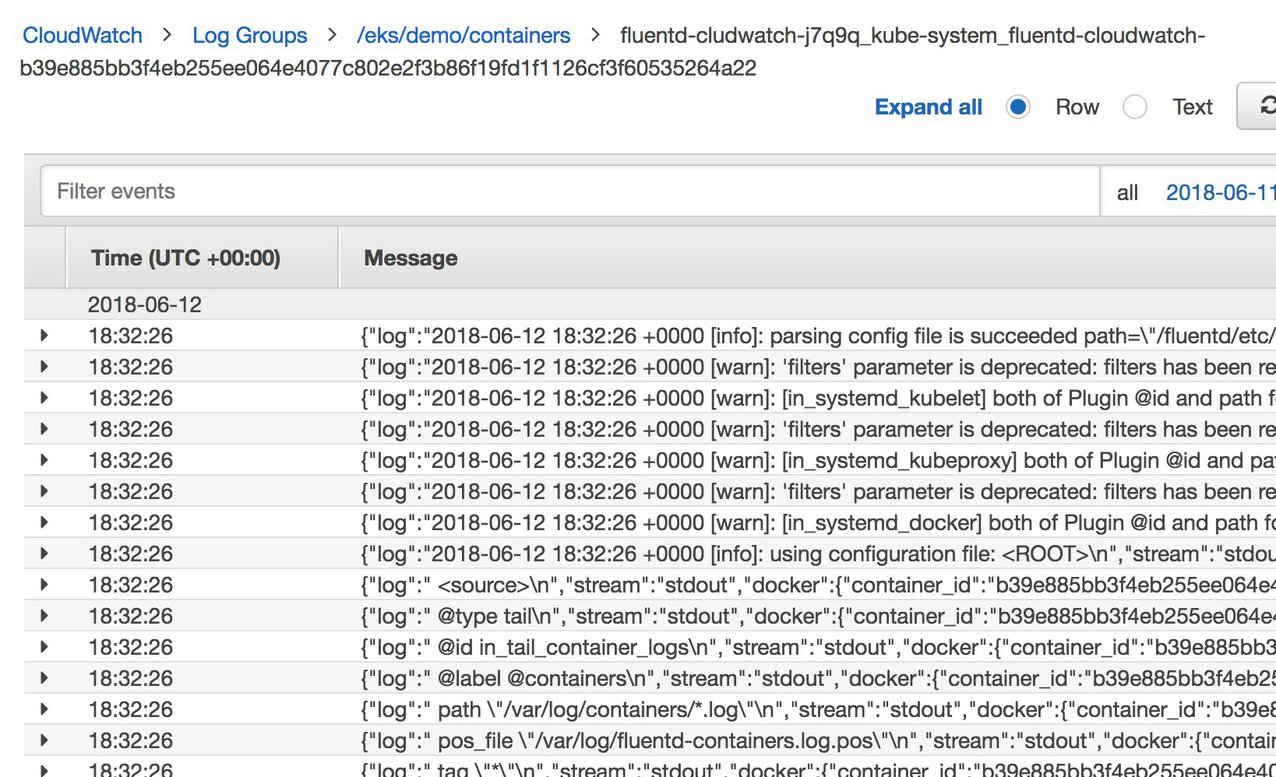 CloudWatch > Log Groups > /eks/demo/containers > fluentd-cludwatch-j7q9q_kube-system_fluentd-cloudwatch-
b39e885bb3f4eb255ee064e4077c802e2f3b86f19fd1f1126cf3f60535264a22
Expand all Row Text
Filter events all 2018-06-11
Time (UTC +00:00) Message
2018-06-12
18:32:26 {"log":"2018-06-12 18:32:26 +0000 [info]: parsing config file is succeeded path=\"/fluentd/etc/
18:32:26 {"log":"2018-06-12 18:32:26 +0000 [warn]: 'filters' parameter is deprecated: filters has been re
18:32:26 {"log":"2018-06-12 18:32:26 +0000 [warn]: [in_systemd_kubelet] both of Plugin @id and path f
18:32:26 {"log":"2018-06-12 18:32:26 +0000 [warn]: 'filters' parameter is deprecated: filters has been re
18:32:26 {"log":"2018-06-12 18:32:26 +0000 [warn]: [in_systemd_kubeproxy] both of Plugin @id and pa
18:32:26 {"log":"2018-06-12 18:32:26 +0000 [warn]: 'filters' parameter is deprecated: filters has been re
18:32:26 {"log":"2018-06-12 18:32:26 +0000 [warn]: [in_systemd_docker] both of Plugin @id and path fo
18:32:26 {"log":"2018-06-12 18:32:26 +0000 [info]: using configuration file: <ROOT>\n","stream":"stdou
18:32:26 {"log":" <source>\n","stream":"stdout","docker":{"container_id":"b39e885bb3f4eb255ee064e4
18:32:26 {"log":" @type tail\n","stream":"stdout","docker":{"container_id":"b39e885bb3f4eb255ee064e4
18:32:26 {"log":" @id in_tail_container_logs\n","stream":"stdout","docker":{"container_id":"b39e885bb3
18:32:26 {"log":" @label @containers\n","stream":"stdout","docker":{"container_id":"b39e885bb3f4eb25
18:32:26 {"log":" path \"/var/log/containers/*.log\"\n","stream":"stdout","docker":{"container_id":"b39e8
18:32:26 {"log":" pos_file \"/var/log/fluentd-containers.log.pos\"\n","stream":"stdout","docker":{"contain
18:32:26 {"log":" tag \"*\"\n","stream":"stdout","docker":{"container_id":"b39e885bb3f4eb255ee064e40